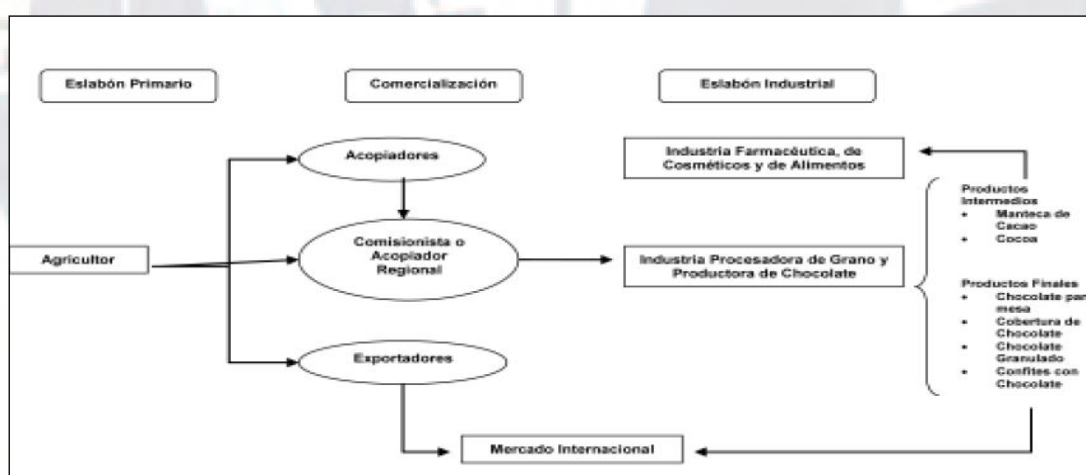 Eslabón Primario
Comercialización
Eslabón Industrial
Acopiadores
Industria Farmacéutica, de
Cosméticos y de Alimentos
Productos
Intermedios
• Manteca de
Cacao
• Cocoa
Agricultor
Comisionista o
Acopiador
Regional
Industria Procesadora de Grano y
Productora de Chocolate
Productos Finales
• Chocolate par
mesa
• Cobertura de
Chocolate
• Chocolate
Granulado
• Confites con
Chocolate
Exportadores
Mercado Internacional